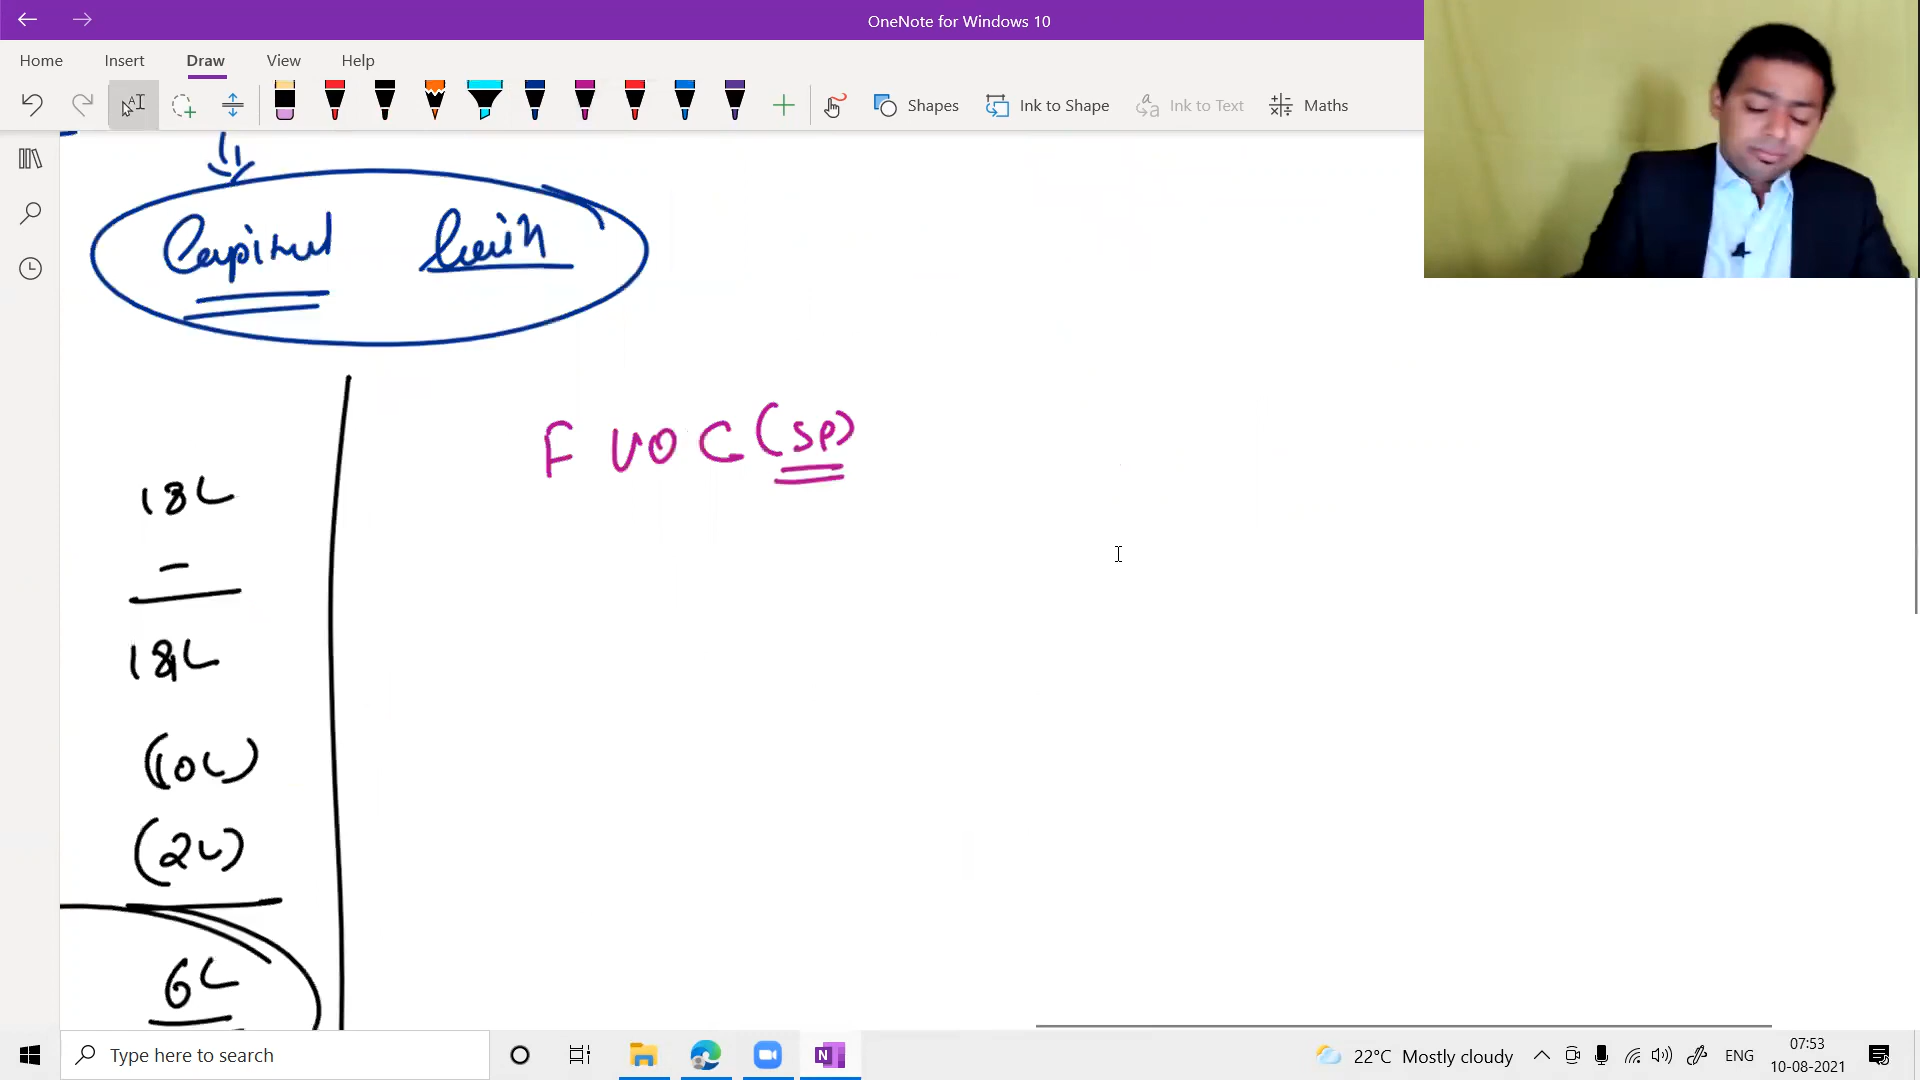 OneNote for Windows 10
Home Insert Draw View Help
Shapes Ink to Shape Ink to Text Maths
Capital Gain
F V O C (SP)
18L
-
18L
(10L)
(2L)
6L
Type here to search
22°C Mostly cloudy
ENG
07:53
10-08-2021